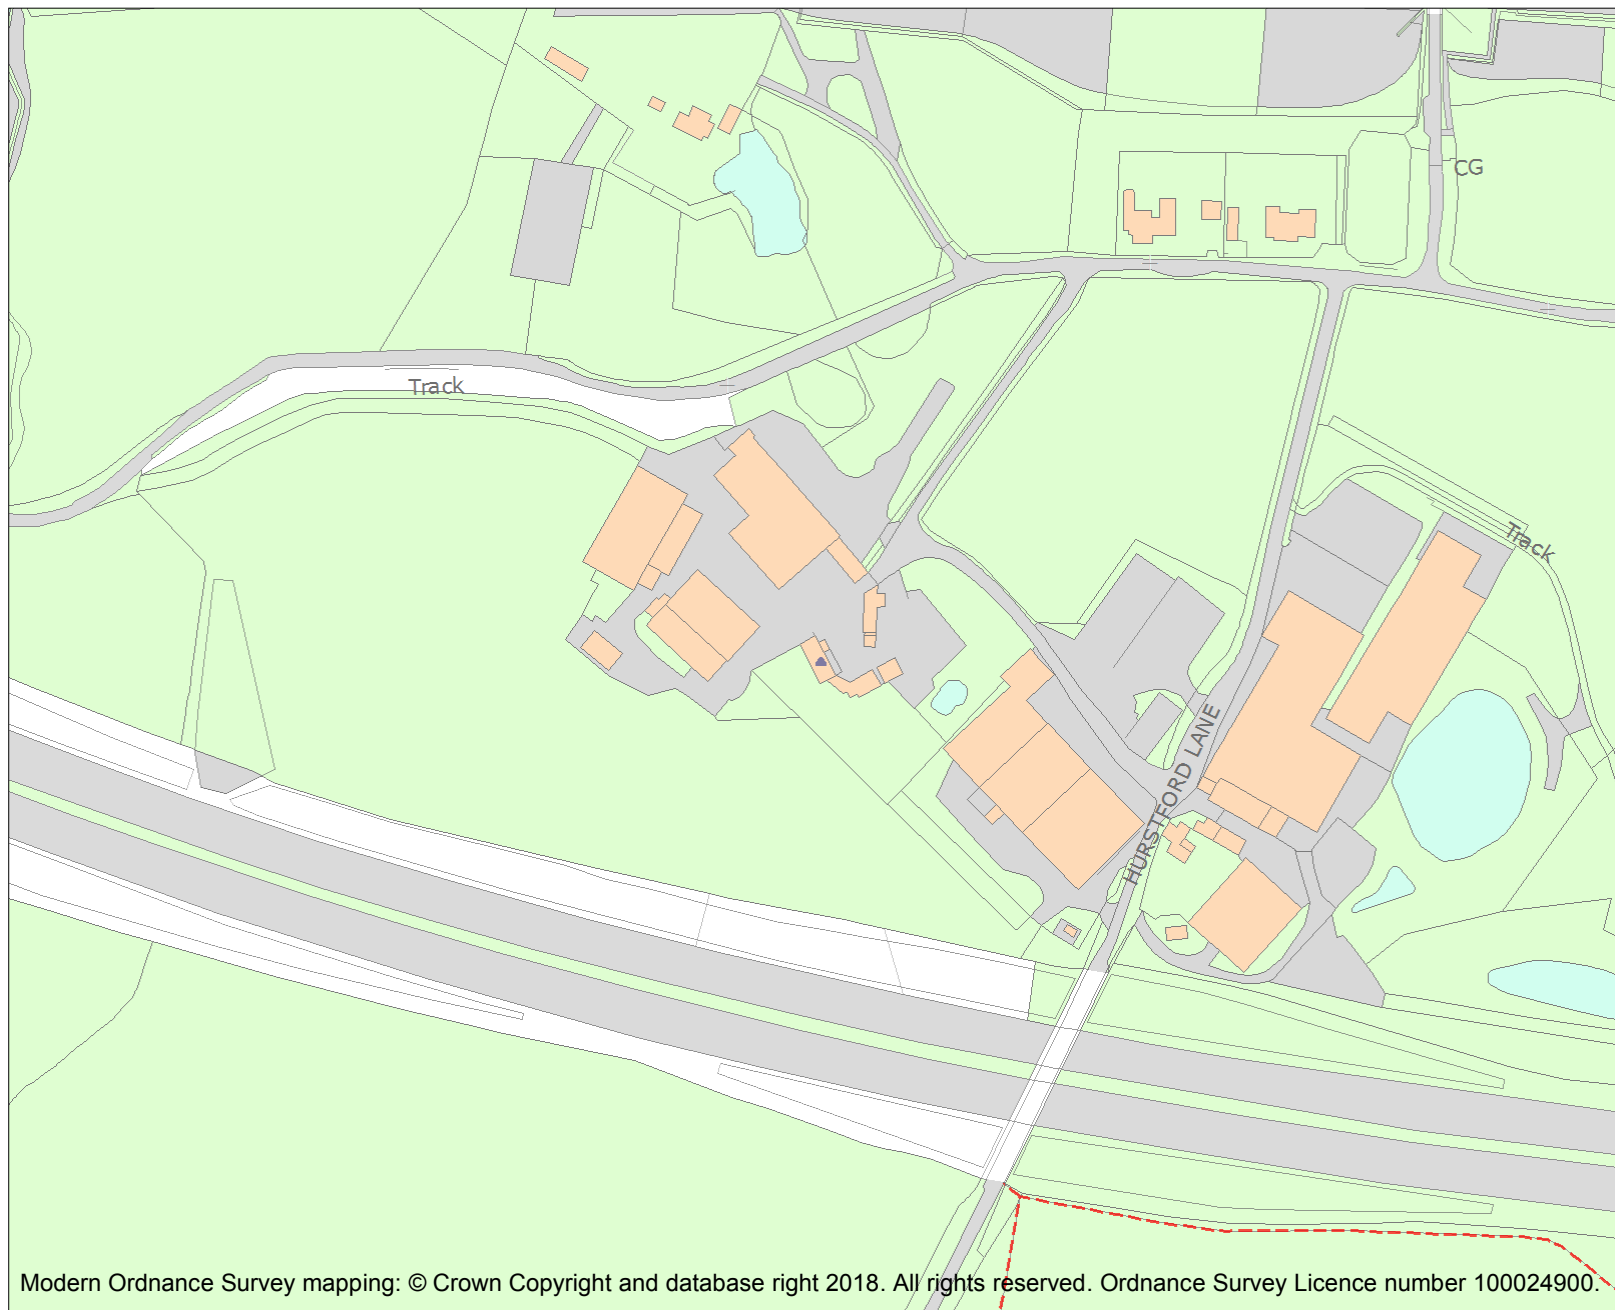 CG
Track
Track
HURSTFORD LANE
Modern Ordnance Survey mapping: © Crown Copyright and database right 2018. All rights reserved. Ordnance Survey Licence number 100024900.